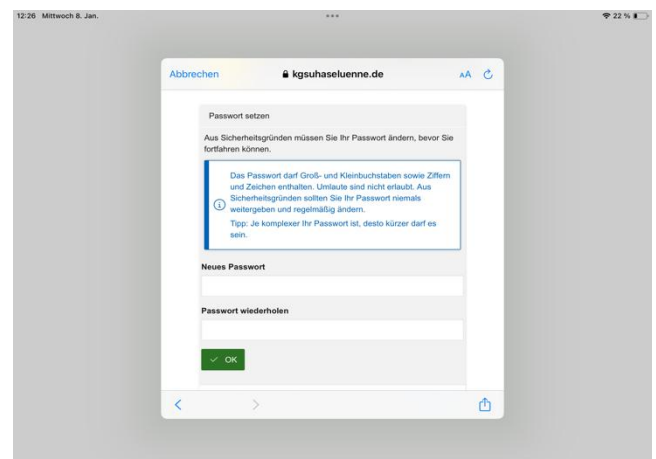 12:26 Mittwoch 8. Jan.
22 %
Abbrechen
kgsuhaseluenne.de
AA
Passwort setzen
Aus Sicherheitsgründen müssen Sie Ihr Passwort ändern, bevor Sie
fortfahren können.
Das Passwort darf Groß- und Kleinbuchstaben sowie Ziffern
und Zeichen enthalten. Umlaute sind nicht erlaubt. Aus
Sicherheitsgründen sollten Sie Ihr Passwort niemals
weitergeben und regelmäßig ändern.
Tipp: Je komplexer Ihr Passwort ist, desto kürzer darf es
sein.
Neues Passwort
Passwort wiederholen
OK